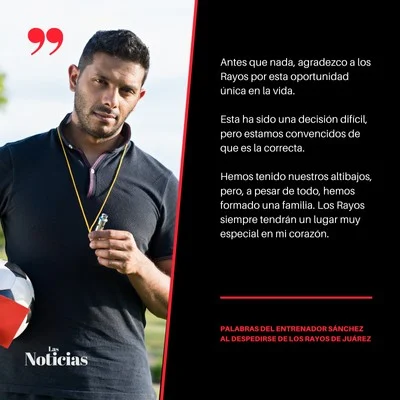 Antes que nada, agradezco a los
Rayos por esta oportunidad
única en la vida.
Esta ha sido una decisión difícil,
pero estamos convencidos de
que es la correcta.
Hemos tenido nuestros altibajos,
pero, a pesar de todo, hemos
formado una familia. Los Rayos
siempre tendrán un lugar muy
especial en mi corazón.
PALABRAS DEL ENTRENADOR SÁNCHEZ
AL DESPEDIRSE DE LOS RAYOS DE JUÁREZ
Las
Noticias